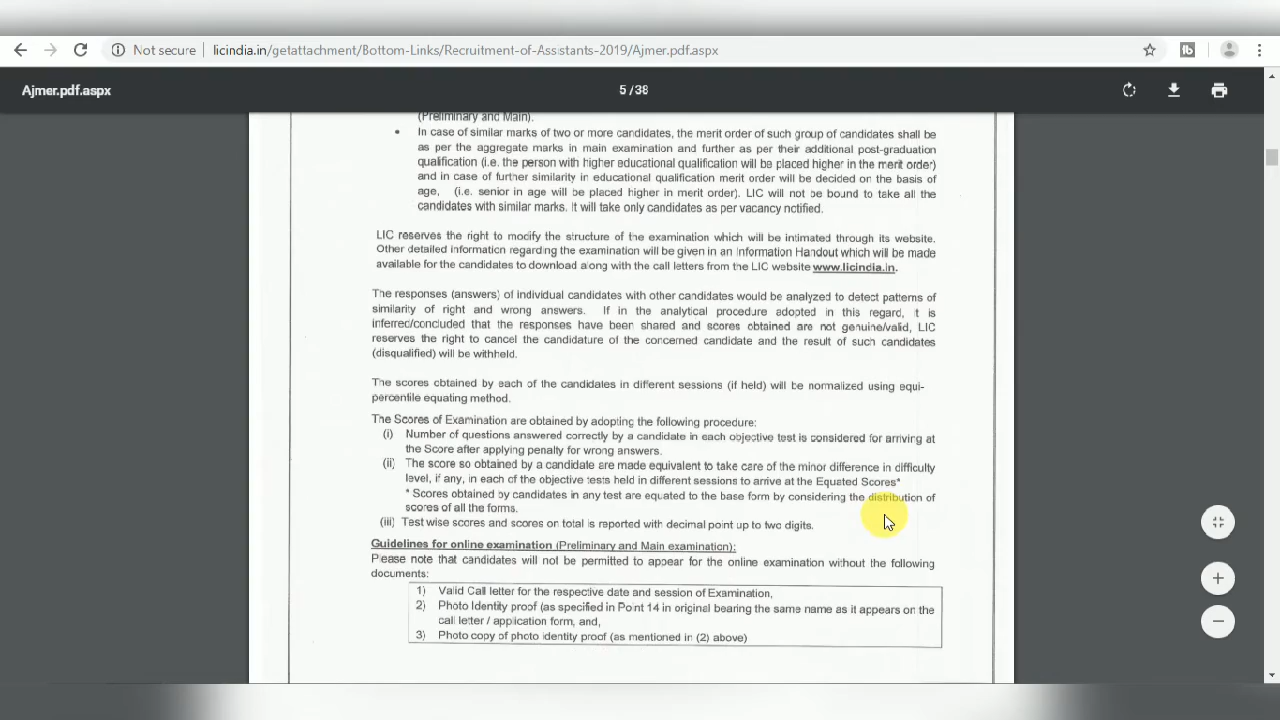 Not secure
licindia.in/getattachment/Bottom-Links/Recruitment-of-Assistants-2019/Ajmer.pdf.aspx
Ajmer.pdf.aspx
5 / 38
(Preliminary and Main).
• In case of similar marks of two or more candidates, the merit order of such group of candidates shall be
as per the aggregate marks in main examination and further as per their additional post-graduation
qualification (i.e. the person with higher educational qualification will be placed higher in the merit order)
and in case of further similarity in educational qualification merit order will be decided on the basis of
age, (i.e. senior in age will be placed higher in merit order). LIC will not be bound to take all the
candidates with similar marks. It will take only candidates as per vacancy notified.
LIC reserves the right to modify the structure of the examination which will be intimated through its website.
Other detailed information regarding the examination will be given in an Information Handout which will be made
available for the candidates to download along with the call letters from the LIC website www.licindia.in.
The responses (answers) of individual candidates with other candidates would be analyzed to detect patterns of
similarity of right and wrong answers. If in the analytical procedure adopted in this regard, it is
inferred/concluded that the responses have been shared and scores obtained are not genuine/valid, LIC
reserves the right to cancel the candidature of the concerned candidate and the result of such candidates
(disqualified) will be withheld.
The scores obtained by each of the candidates in different sessions (if held) will be normalized using equi-
percentile equating method.
The Scores of Examination are obtained by adopting the following procedure:
(i) Number of questions answered correctly by a candidate in each objective test is considered for arriving at
the Score after applying penalty for wrong answers.
(ii) The score so obtained by a candidate are made equivalent to take care of the minor difference in difficulty
level, if any, in each of the objective tests held in different sessions to arrive at the Equated Scores*
* Scores obtained by candidates in any test are equated to the base form by considering the distribution of
scores of all the forms.
(iii) Test wise scores and scores on total is reported with decimal point up to two digits.
Guidelines for online examination (Preliminary and Main examination):
Please note that candidates will not be permitted to appear for the online examination without the following
documents:
1) Valid Call letter for the respective date and session of Examination,
2) Photo Identity proof (as specified in Point 14 in original bearing the same name as it appears on the
call letter / application form, and,
3) Photo copy of photo identity proof (as mentioned in (2) above)